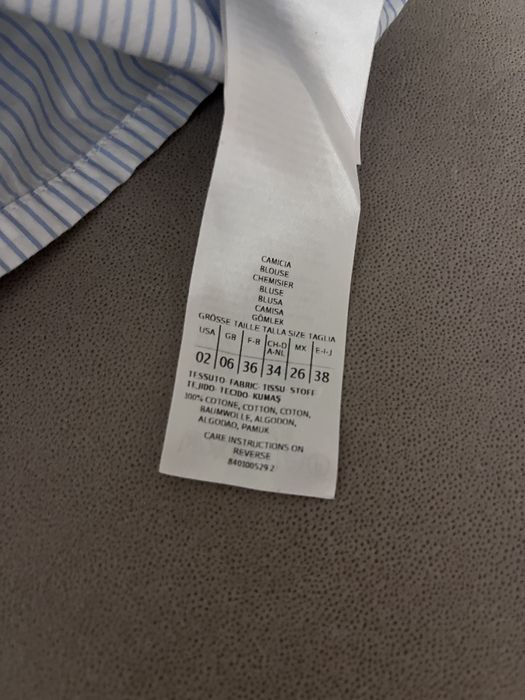 CAMICIA
BLOUSE
CHEMISIER
BLUSE
BLUSA
CAMISA
GÖMLEK
GRÖSSE TAILLE TALLA SIZE TAGLIA
USA GB F-B CH-D A-NL MX E-I-J
02 06 36 34 26 38
TESSUTO FABRIC TISSU STOFF
TEJIDO TECIDO KUMAŞ
100% COTONE, COTTON, COTON,
BAUMWOLLE, ALGODON,
ALGODAO, PAMUK
CARE INSTRUCTIONS ON
REVERSE
840100529 2